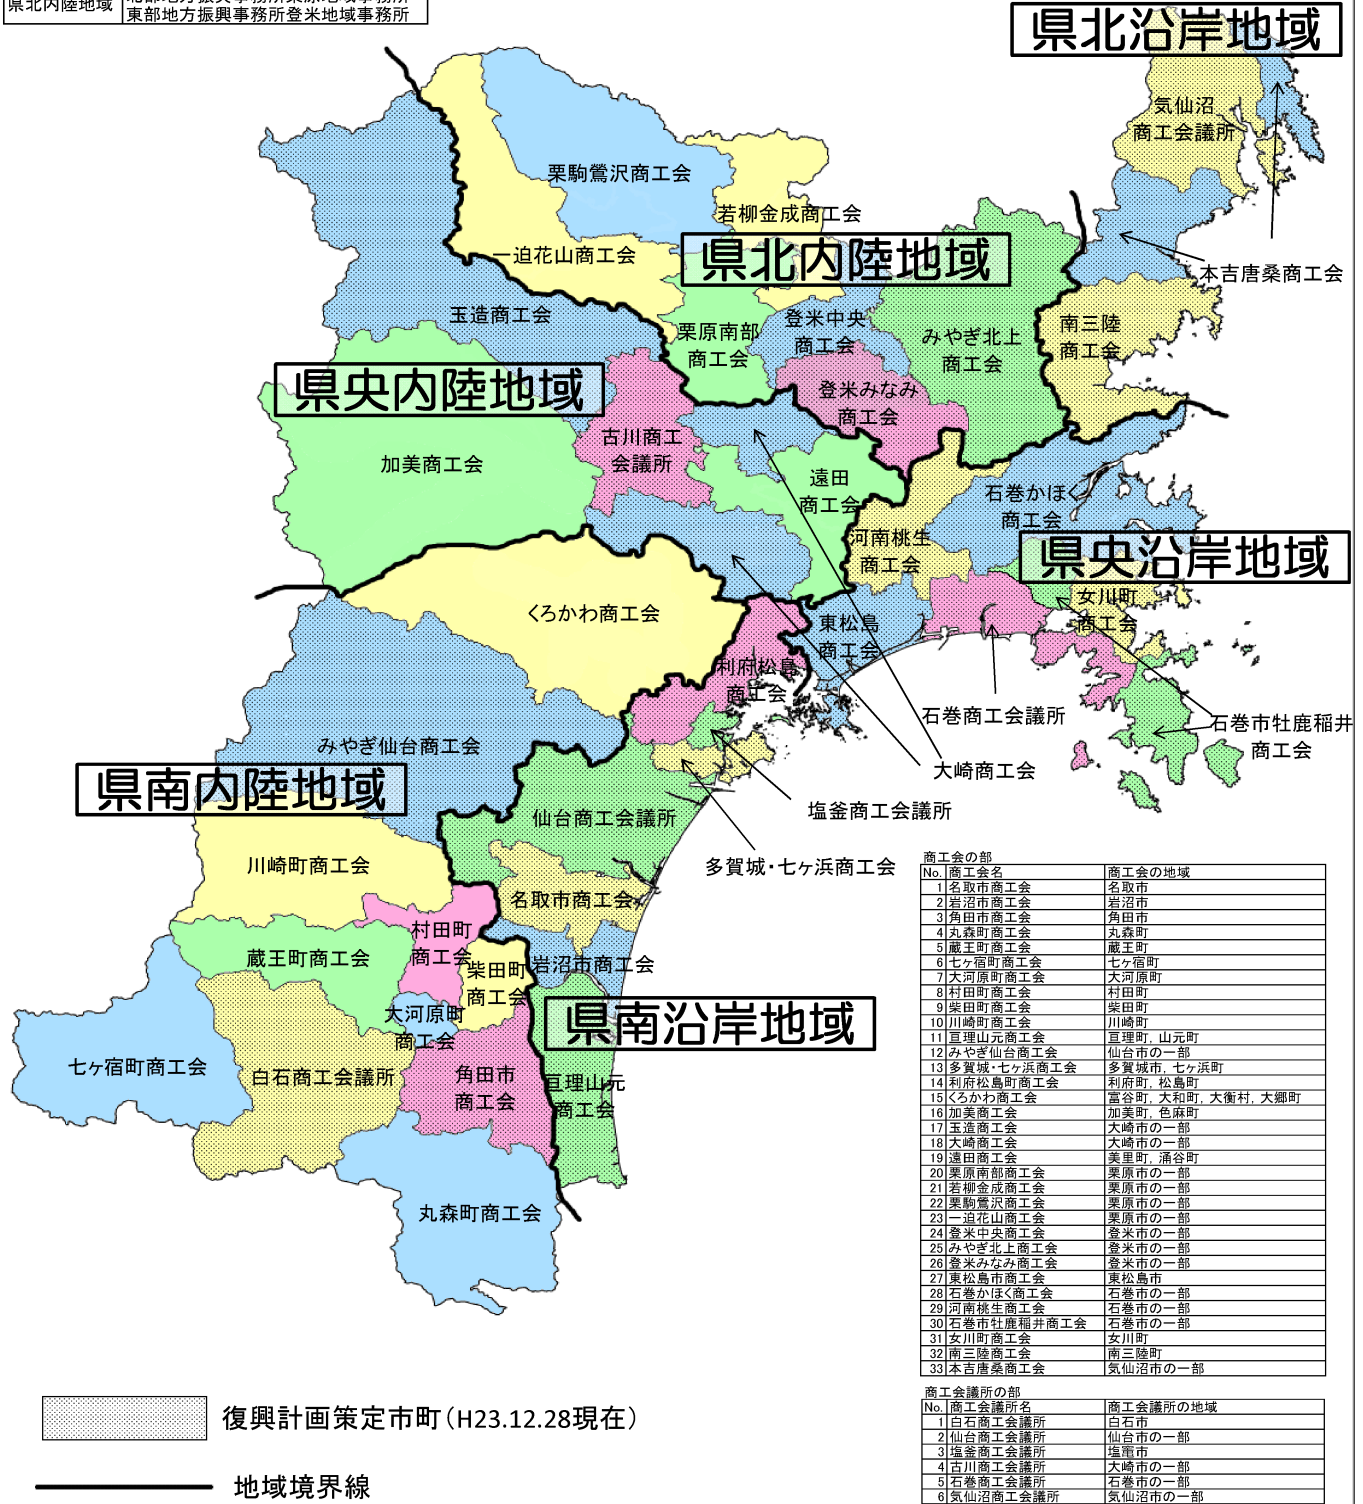 県北内陸地域
東部地方振興事務所登米地域事務所
県北沿岸地域
気仙沼
商工会議所
栗駒鶯沢商工会
若柳金成商工会
一迫花山商工会
県北内陸地域
本吉唐桑商工会
玉造商工会
栗原南部
商工会
登米中央
商工会
みやぎ北上
商工会
南三陸
商工会
県央内陸地域
登米みなみ
商工会
古川商工
会議所
加美商工会
遠田
商工会
石巻かほく
商工会
河南桃生
商工会
県央沿岸地域
女川町
商工会
くろかわ商工会
東松島
商工会
利府松島
商工会
石巻商工会議所
石巻市牡鹿稲井
商工会
みやぎ仙台商工会
大崎商工会
県南内陸地域
塩釜商工会議所
仙台商工会議所
多賀城・七ヶ浜商工会
川崎町商工会
名取市商工会
村田町
商工会
蔵王町商工会
柴田町
商工会
岩沼市商工会
大河原町
商工会
県南沿岸地域
七ヶ宿町商工会
白石商工会議所
角田市
商工会
亘理山元
商工会
丸森町商工会
商工会の部
No. 商工会名 商工会の地域
1 名取市商工会 名取市
2 岩沼市商工会 岩沼市
3 角田市商工会 角田市
4 丸森町商工会 丸森町
5 蔵王町商工会 蔵王町
6 七ヶ宿町商工会 七ヶ宿町
7 大河原町商工会 大河原町
8 村田町商工会 村田町
9 柴田町商工会 柴田町
10 川崎町商工会 川崎町
11 亘理山元商工会 亘理町, 山元町
12 みやぎ仙台商工会 仙台市の一部
13 多賀城・七ヶ浜商工会 多賀城市, 七ヶ浜町
14 利府松島町商工会 利府町, 松島町
15 くろかわ商工会 富谷町, 大和町, 大衡村, 大郷町
16 加美商工会 加美町, 色麻町
17 玉造商工会 大崎市の一部
18 大崎商工会 大崎市の一部
19 遠田商工会 美里町, 涌谷町
20 栗原南部商工会 栗原市の一部
21 若柳金成商工会 栗原市の一部
22 栗駒鶯沢商工会 栗原市の一部
23 一迫花山商工会 栗原市の一部
24 登米中央商工会 登米市の一部
25 みやぎ北上商工会 登米市の一部
26 登米みなみ商工会 登米市の一部
27 東松島市商工会 東松島市
28 石巻かほく商工会 石巻市の一部
29 河南桃生商工会 石巻市の一部
30 石巻市牡鹿稲井商工会 石巻市の一部
31 女川町商工会 女川町
32 南三陸商工会 南三陸町
33 本吉唐桑商工会 気仙沼市の一部
商工会議所の部
No. 商工会議所名 商工会議所の地域
1 白石商工会議所 白石市
2 仙台商工会議所 仙台市の一部
3 塩釜商工会議所 塩竈市
4 古川商工会議所 大崎市の一部
5 石巻商工会議所 石巻市の一部
6 気仙沼商工会議所 気仙沼市の一部
復興計画策定市町(H23.12.28現在)
地域境界線